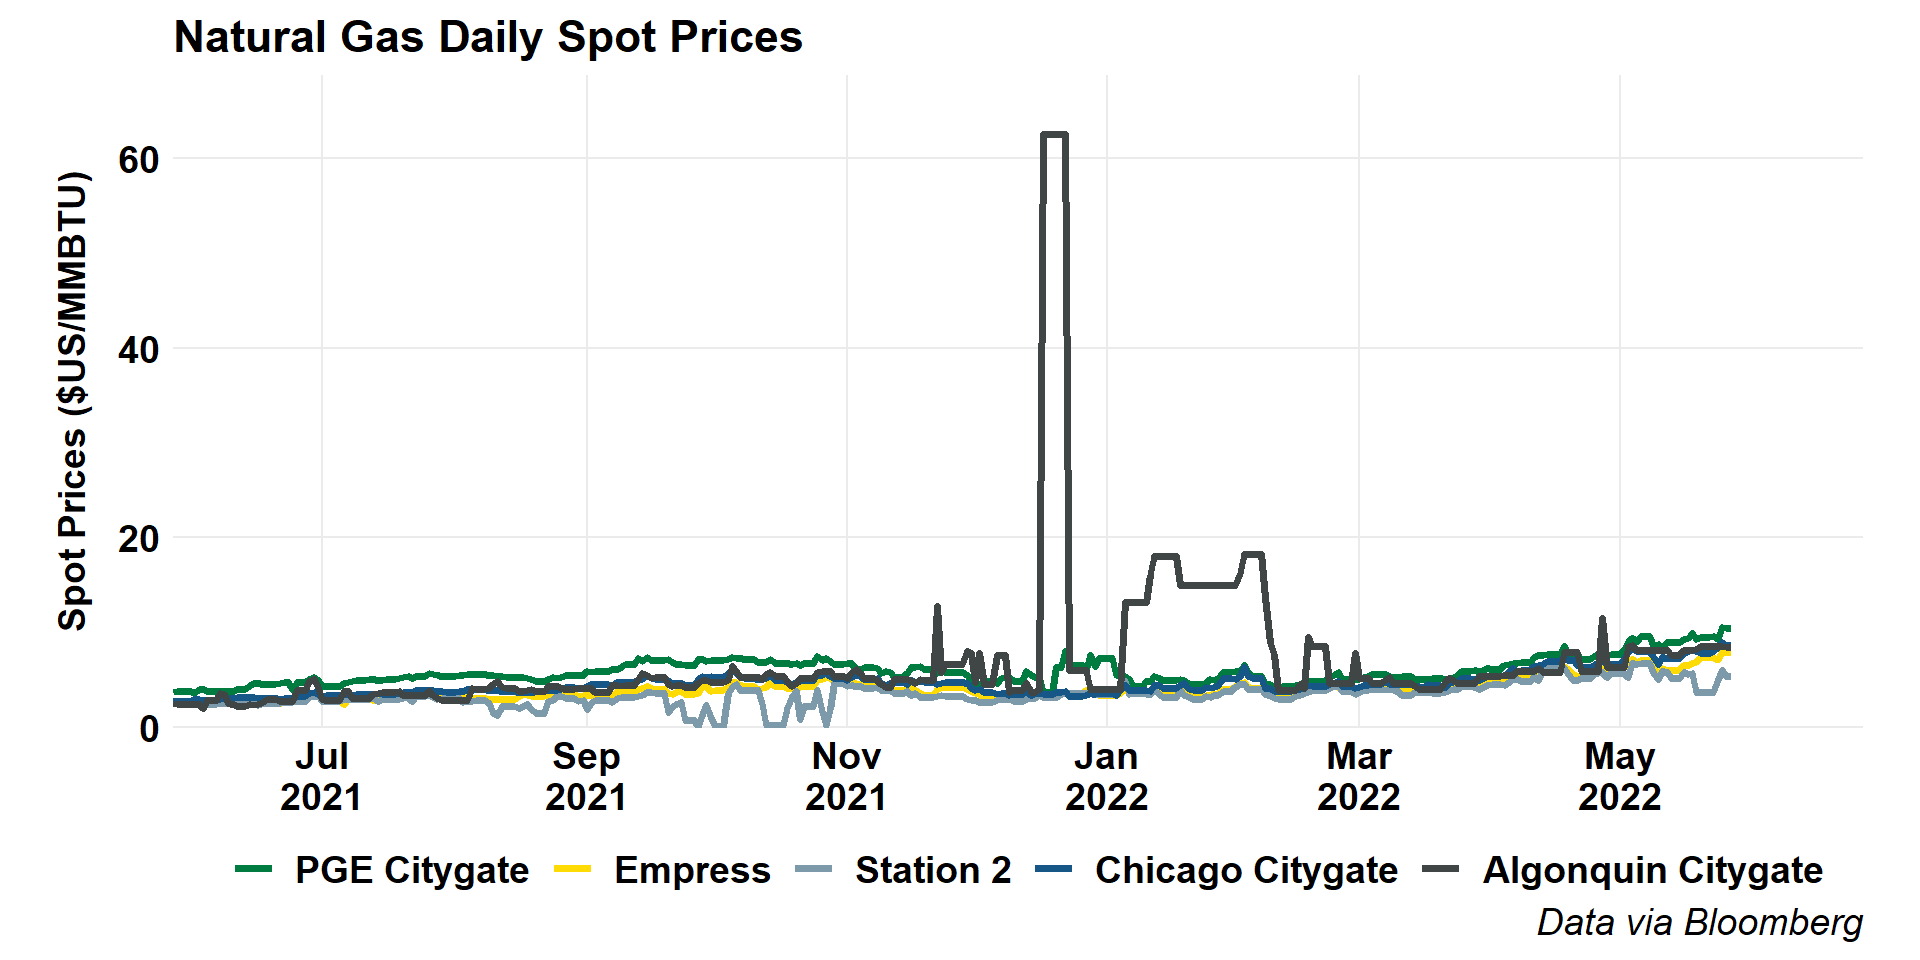 Natural Gas Daily Spot Prices
Spot Prices ($US/MMBTU)
60
40
20
0
Jul Sep Nov Jan Mar May
2021 2021 2021 2022 2022 2022
PGE Citygate Empress Station 2 Chicago Citygate Algonquin Citygate
Data via Bloomberg